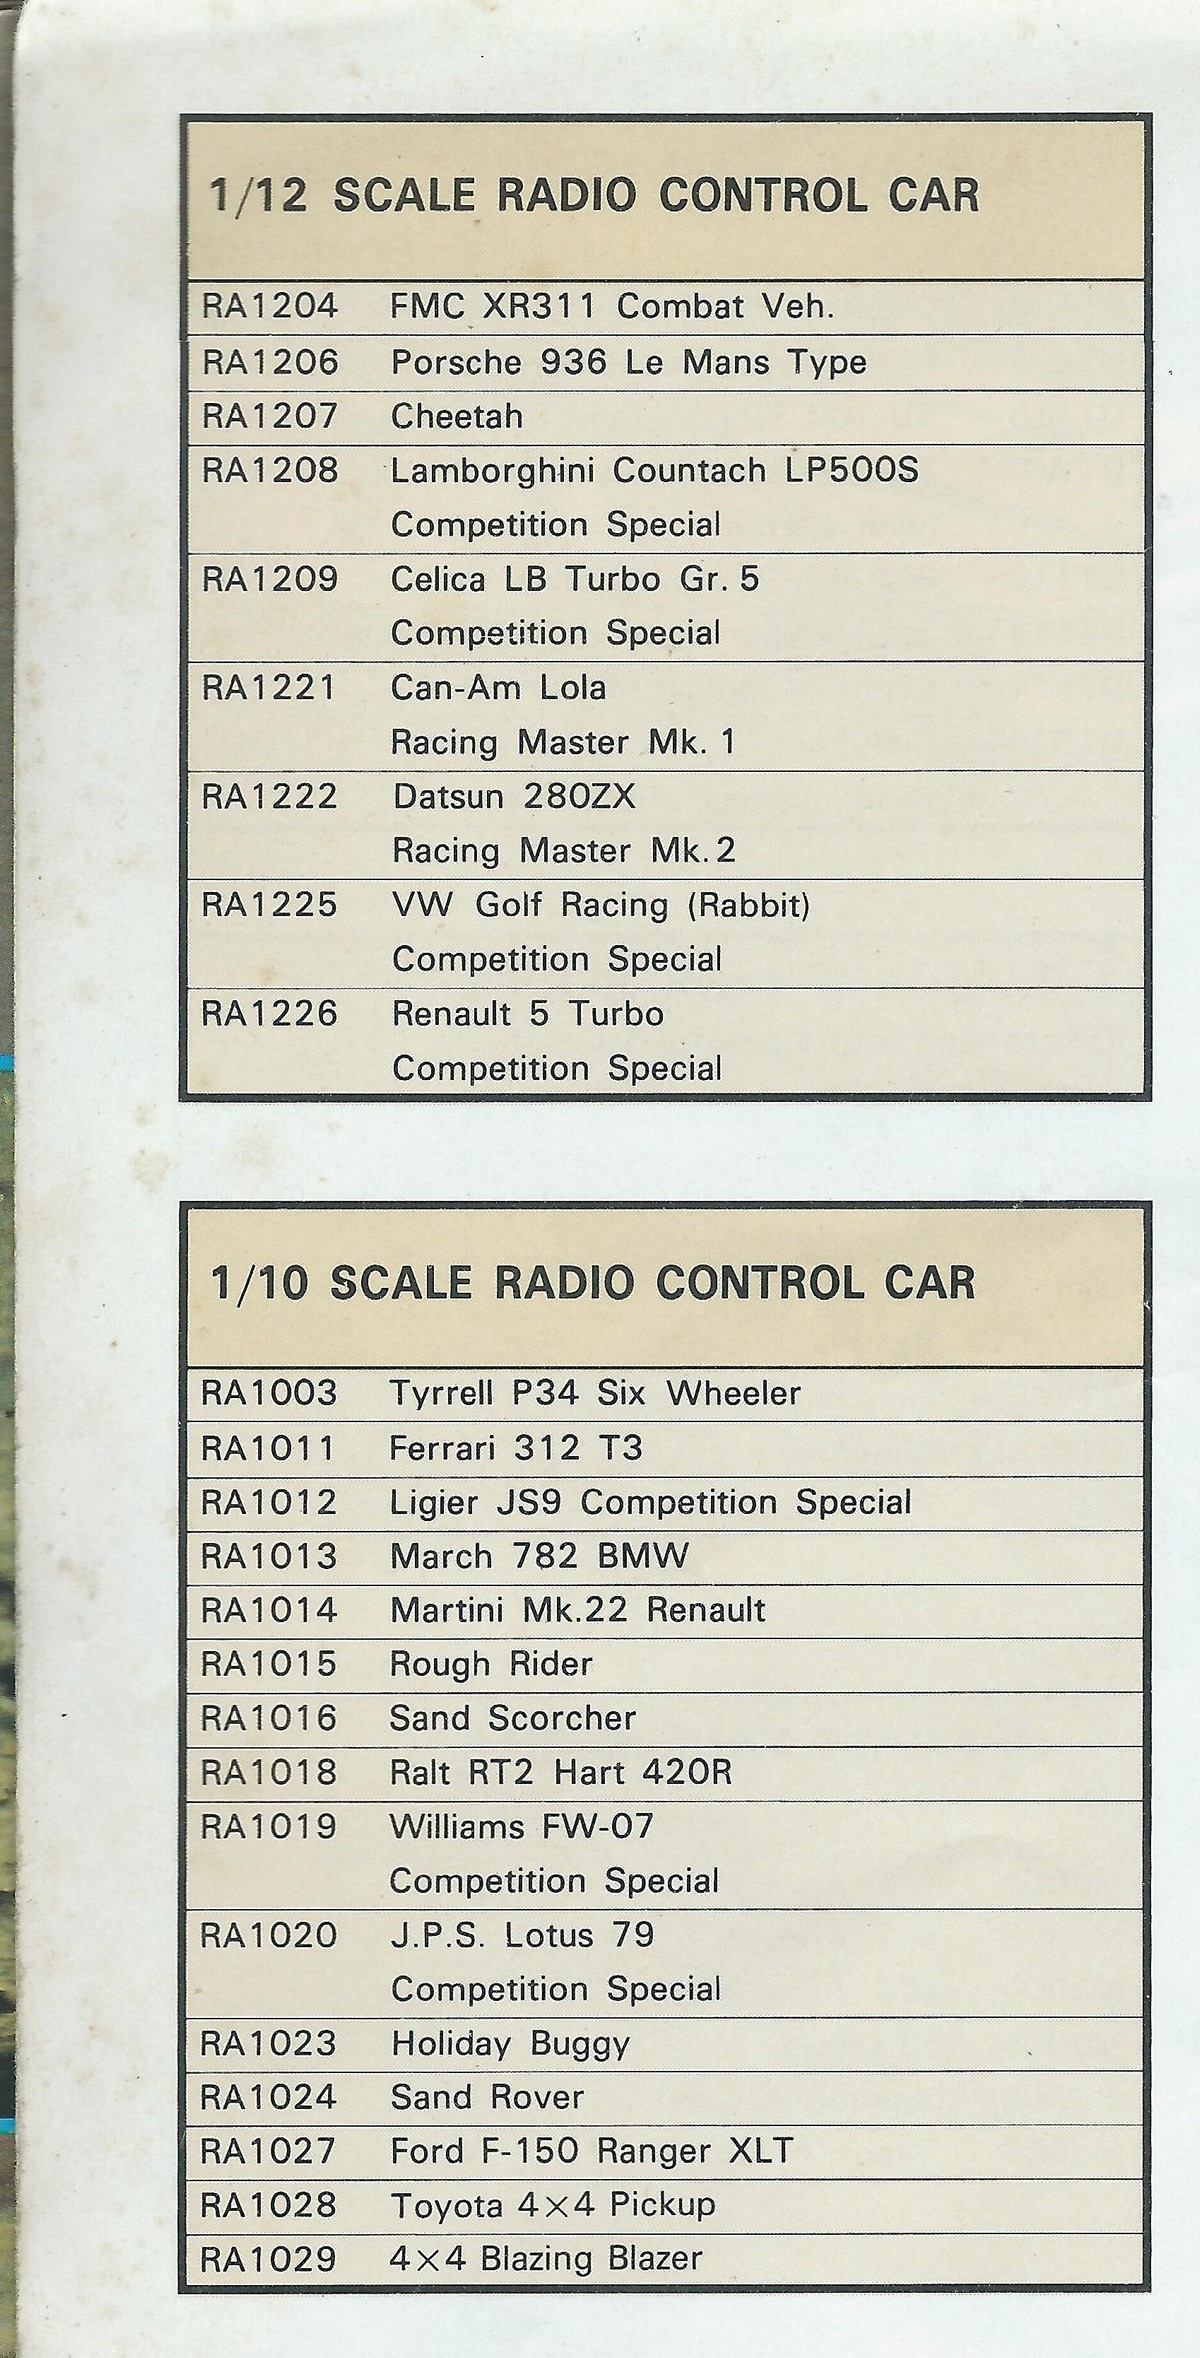 1/12 SCALE RADIO CONTROL CAR
RA1204 FMC XR311 Combat Veh.
RA1206 Porsche 936 Le Mans Type
RA1207 Cheetah
RA1208 Lamborghini Countach LP500S
Competition Special
RA1209 Celica LB Turbo Gr. 5
Competition Special
RA1221 Can-Am Lola
Racing Master Mk. 1
RA1222 Datsun 280ZX
Racing Master Mk. 2
RA1225 VW Golf Racing (Rabbit)
Competition Special
RA1226 Renault 5 Turbo
Competition Special
1/10 SCALE RADIO CONTROL CAR
RA1003 Tyrrell P34 Six Wheeler
RA1011 Ferrari 312 T3
RA1012 Ligier JS9 Competition Special
RA1013 March 782 BMW
RA1014 Martini Mk.22 Renault
RA1015 Rough Rider
RA1016 Sand Scorcher
RA1018 Ralt RT2 Hart 420R
RA1019 Williams FW-07
Competition Special
RA1020 J.P.S. Lotus 79
Competition Special
RA1023 Holiday Buggy
RA1024 Sand Rover
RA1027 Ford F-150 Ranger XLT
RA1028 Toyota 4×4 Pickup
RA1029 4×4 Blazing Blazer